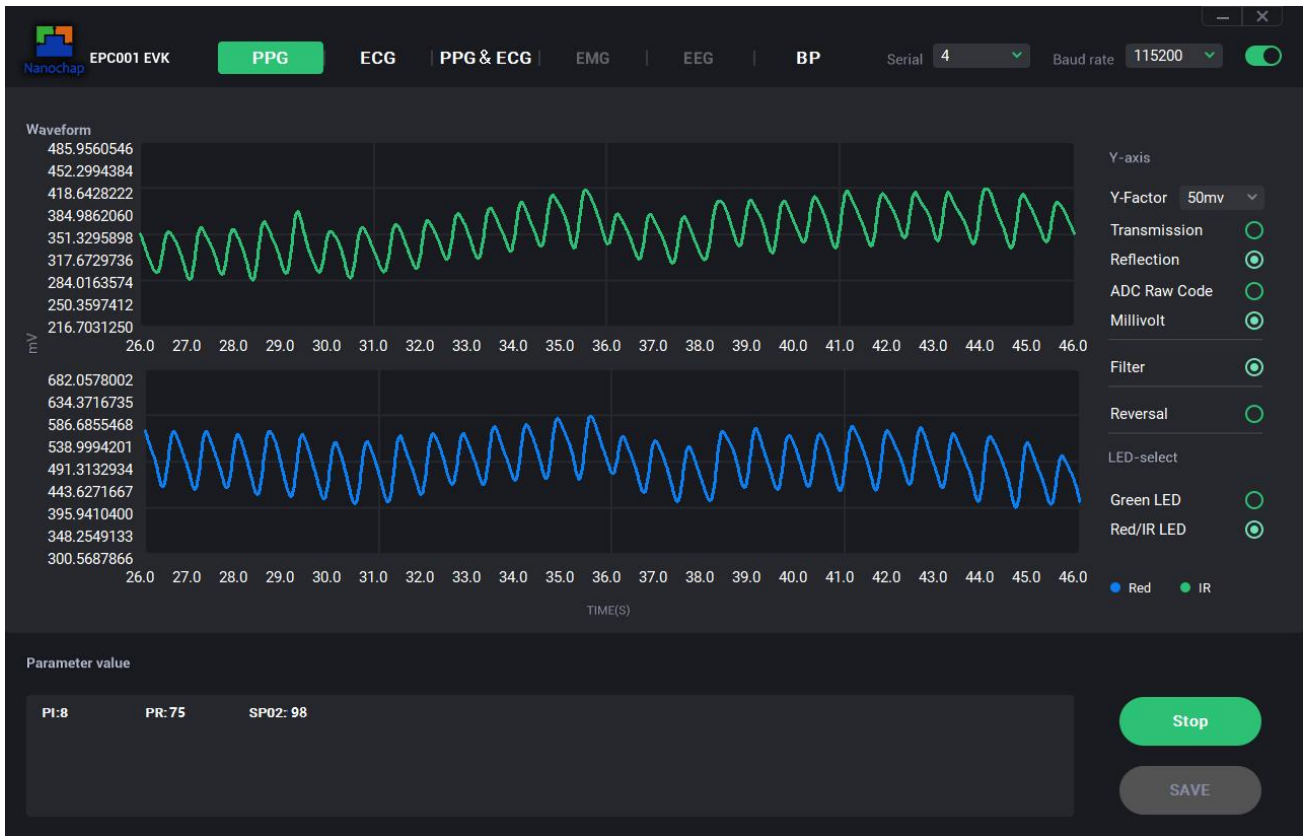 Nanochap
EPC001 EVK
PPG
ECG
PPG & ECG
EMG
EEG
BP
Serial 4
Baud rate 115200
Waveform
485.9560546
452.2994384
418.6428222
384.9862060
351.3295898
317.6729736
284.0163574
250.3597412
216.7031250
mV
26.0 27.0 28.0 29.0 30.0 31.0 32.0 33.0 34.0 35.0 36.0 37.0 38.0 39.0 40.0 41.0 42.0 43.0 44.0 45.0 46.0
682.0578002
634.3716735
586.6855468
538.9994201
491.3132934
443.6271667
395.9410400
348.2549133
300.5687866
26.0 27.0 28.0 29.0 30.0 31.0 32.0 33.0 34.0 35.0 36.0 37.0 38.0 39.0 40.0 41.0 42.0 43.0 44.0 45.0 46.0
TIME(S)
Y-axis
Y-Factor 50mv
Transmission
Reflection
ADC Raw Code
Millivolt
Filter
Reversal
LED-select
Green LED
Red/IR LED
Red IR
Parameter value
PI:8 PR:75 SP02: 98
Stop
SAVE